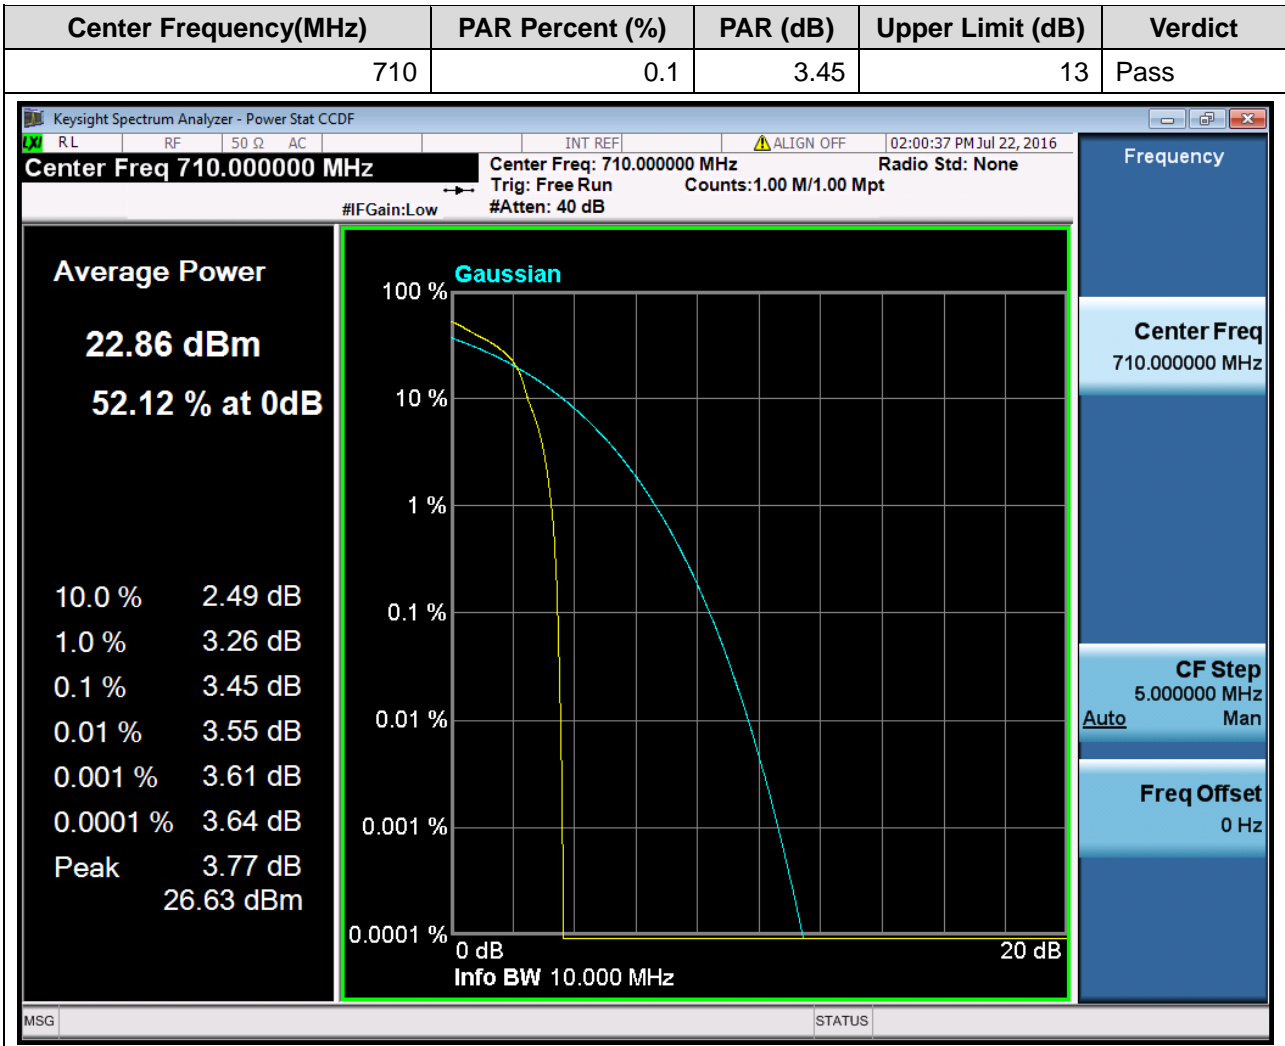 Center Frequency(MHz) PAR Percent (%) PAR (dB) Upper Limit (dB) Verdict
710 0.1 3.45 13 Pass
Keysight Spectrum Analyzer - Power Stat CCDF
LXI RL RF 50 Ω AC INT REF ALIGN OFF 02:00:37 PM Jul 22, 2016
Center Freq 710.000000 MHz
Center Freq: 710.000000 MHz Radio Std: None
Trig: Free Run Counts:1.00 M/1.00 Mpt
#IFGain:Low #Atten: 40 dB
Average Power
22.86 dBm
52.12 % at 0dB
10.0 % 2.49 dB
1.0 % 3.26 dB
0.1 % 3.45 dB
0.01 % 3.55 dB
0.001 % 3.61 dB
0.0001 % 3.64 dB
Peak 3.77 dB
26.63 dBm
Gaussian
100 %
10 %
1 %
0.1 %
0.01 %
0.001 %
0.0001 %
0 dB 20 dB
Info BW 10.000 MHz
Frequency
Center Freq
710.000000 MHz
CF Step
5.000000 MHz
Auto Man
Freq Offset
0 Hz
MSG STATUS